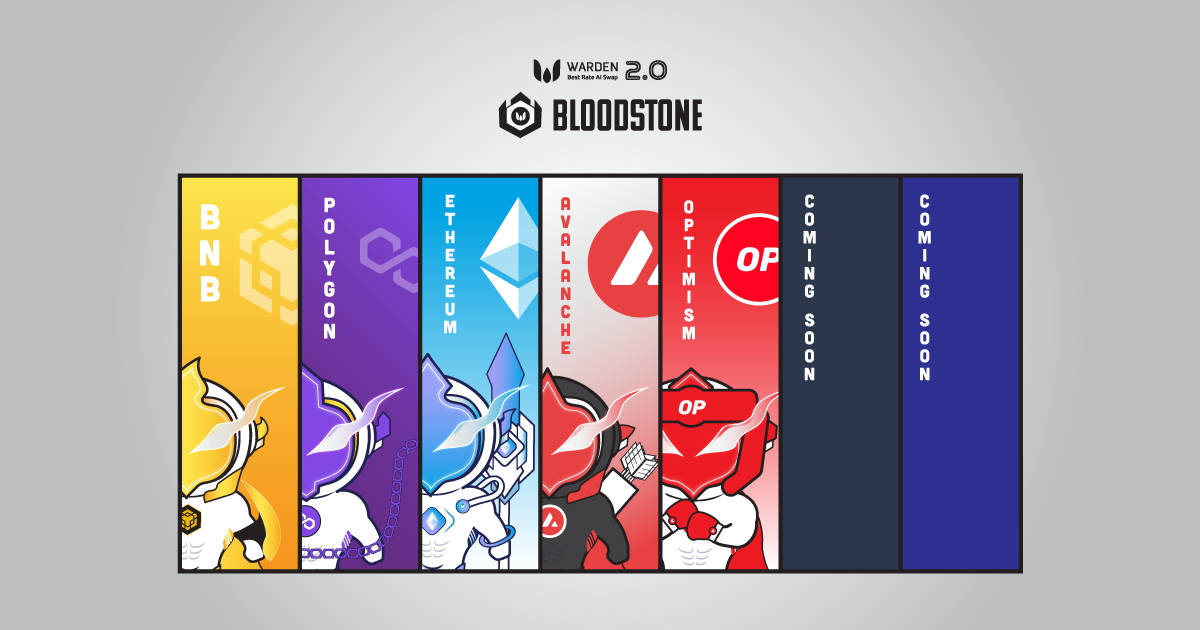 WARDEN 2.0
Best Rate AI Swap
BLOODSTONE
BNB
POLYGON
ETHEREUM
AVALANCHE
OPTIMISM
OP
OP
COMING SOON
COMING SOON